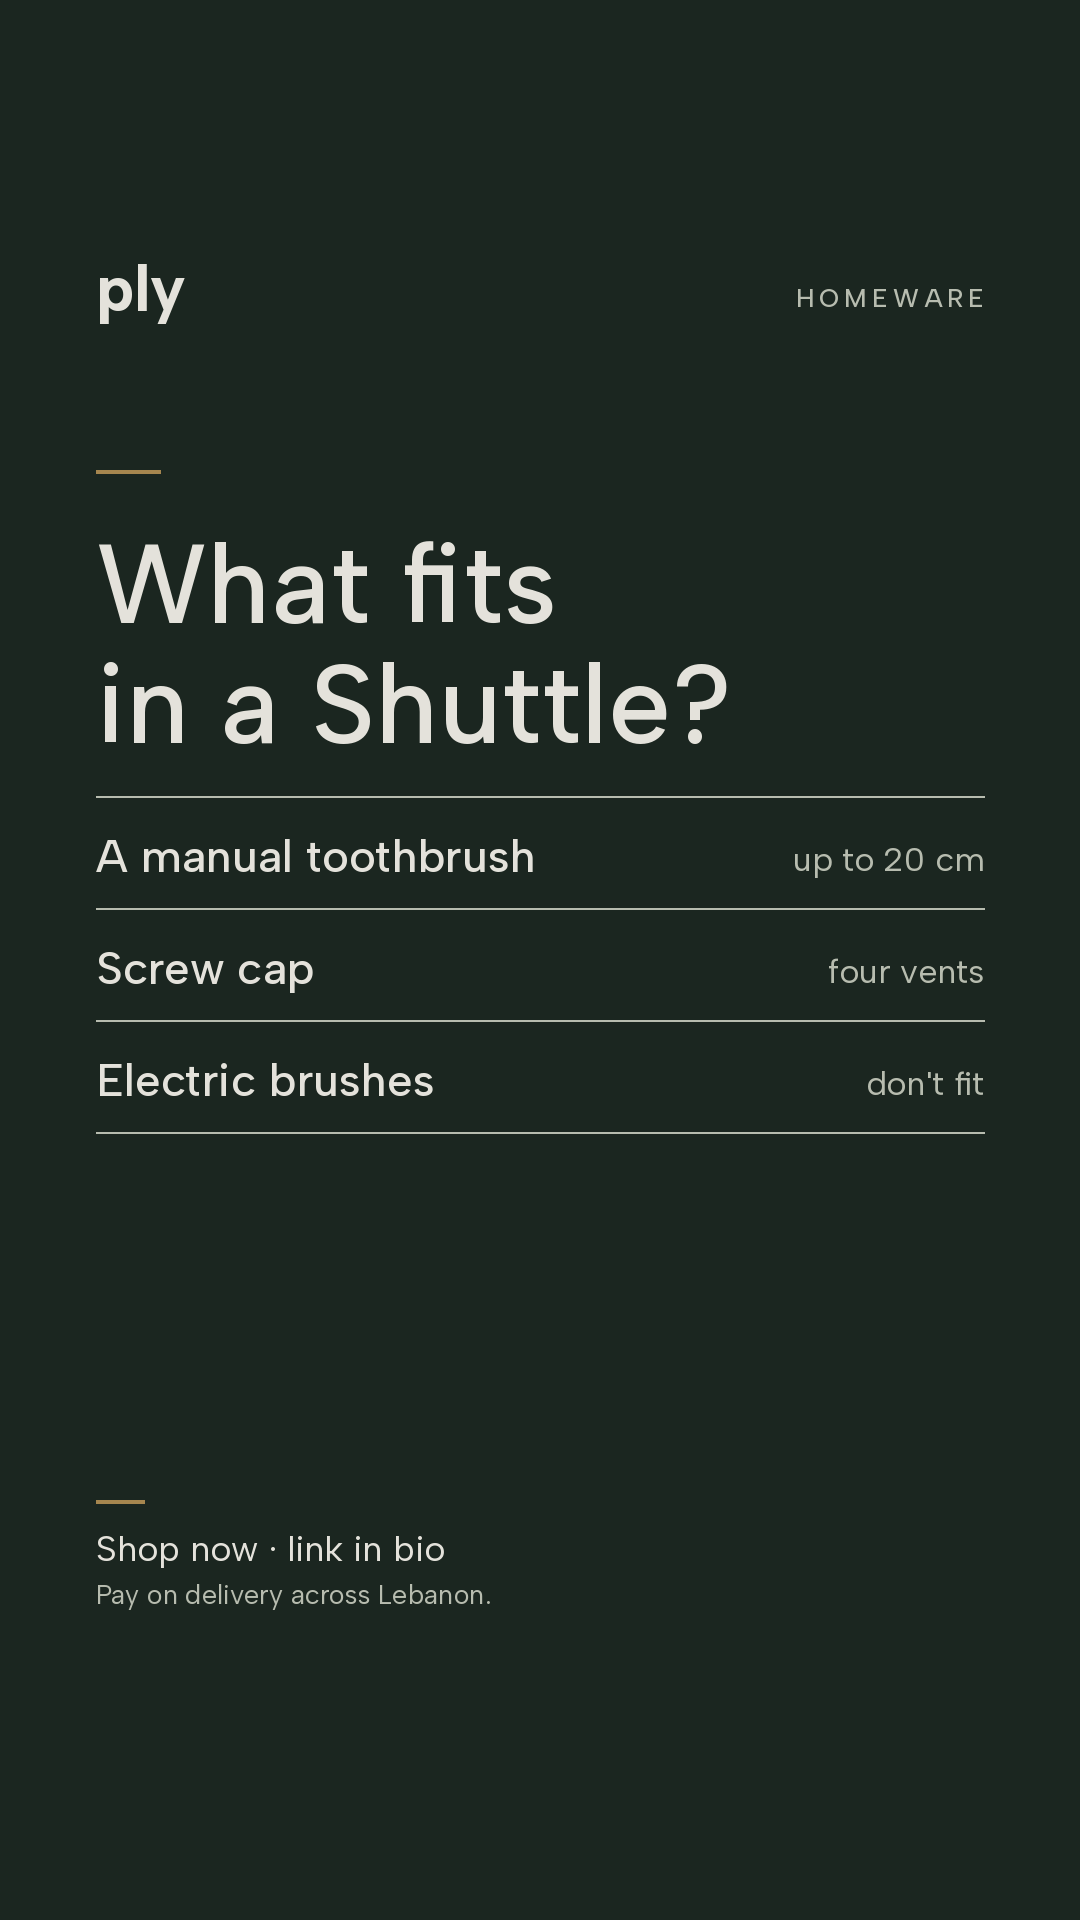 ply
HOMEWARE
What fits
in a Shuttle?
A manual toothbrush
up to 20 cm
Screw cap
four vents
Electric brushes
don't fit
Shop now · link in bio
Pay on delivery across Lebanon.